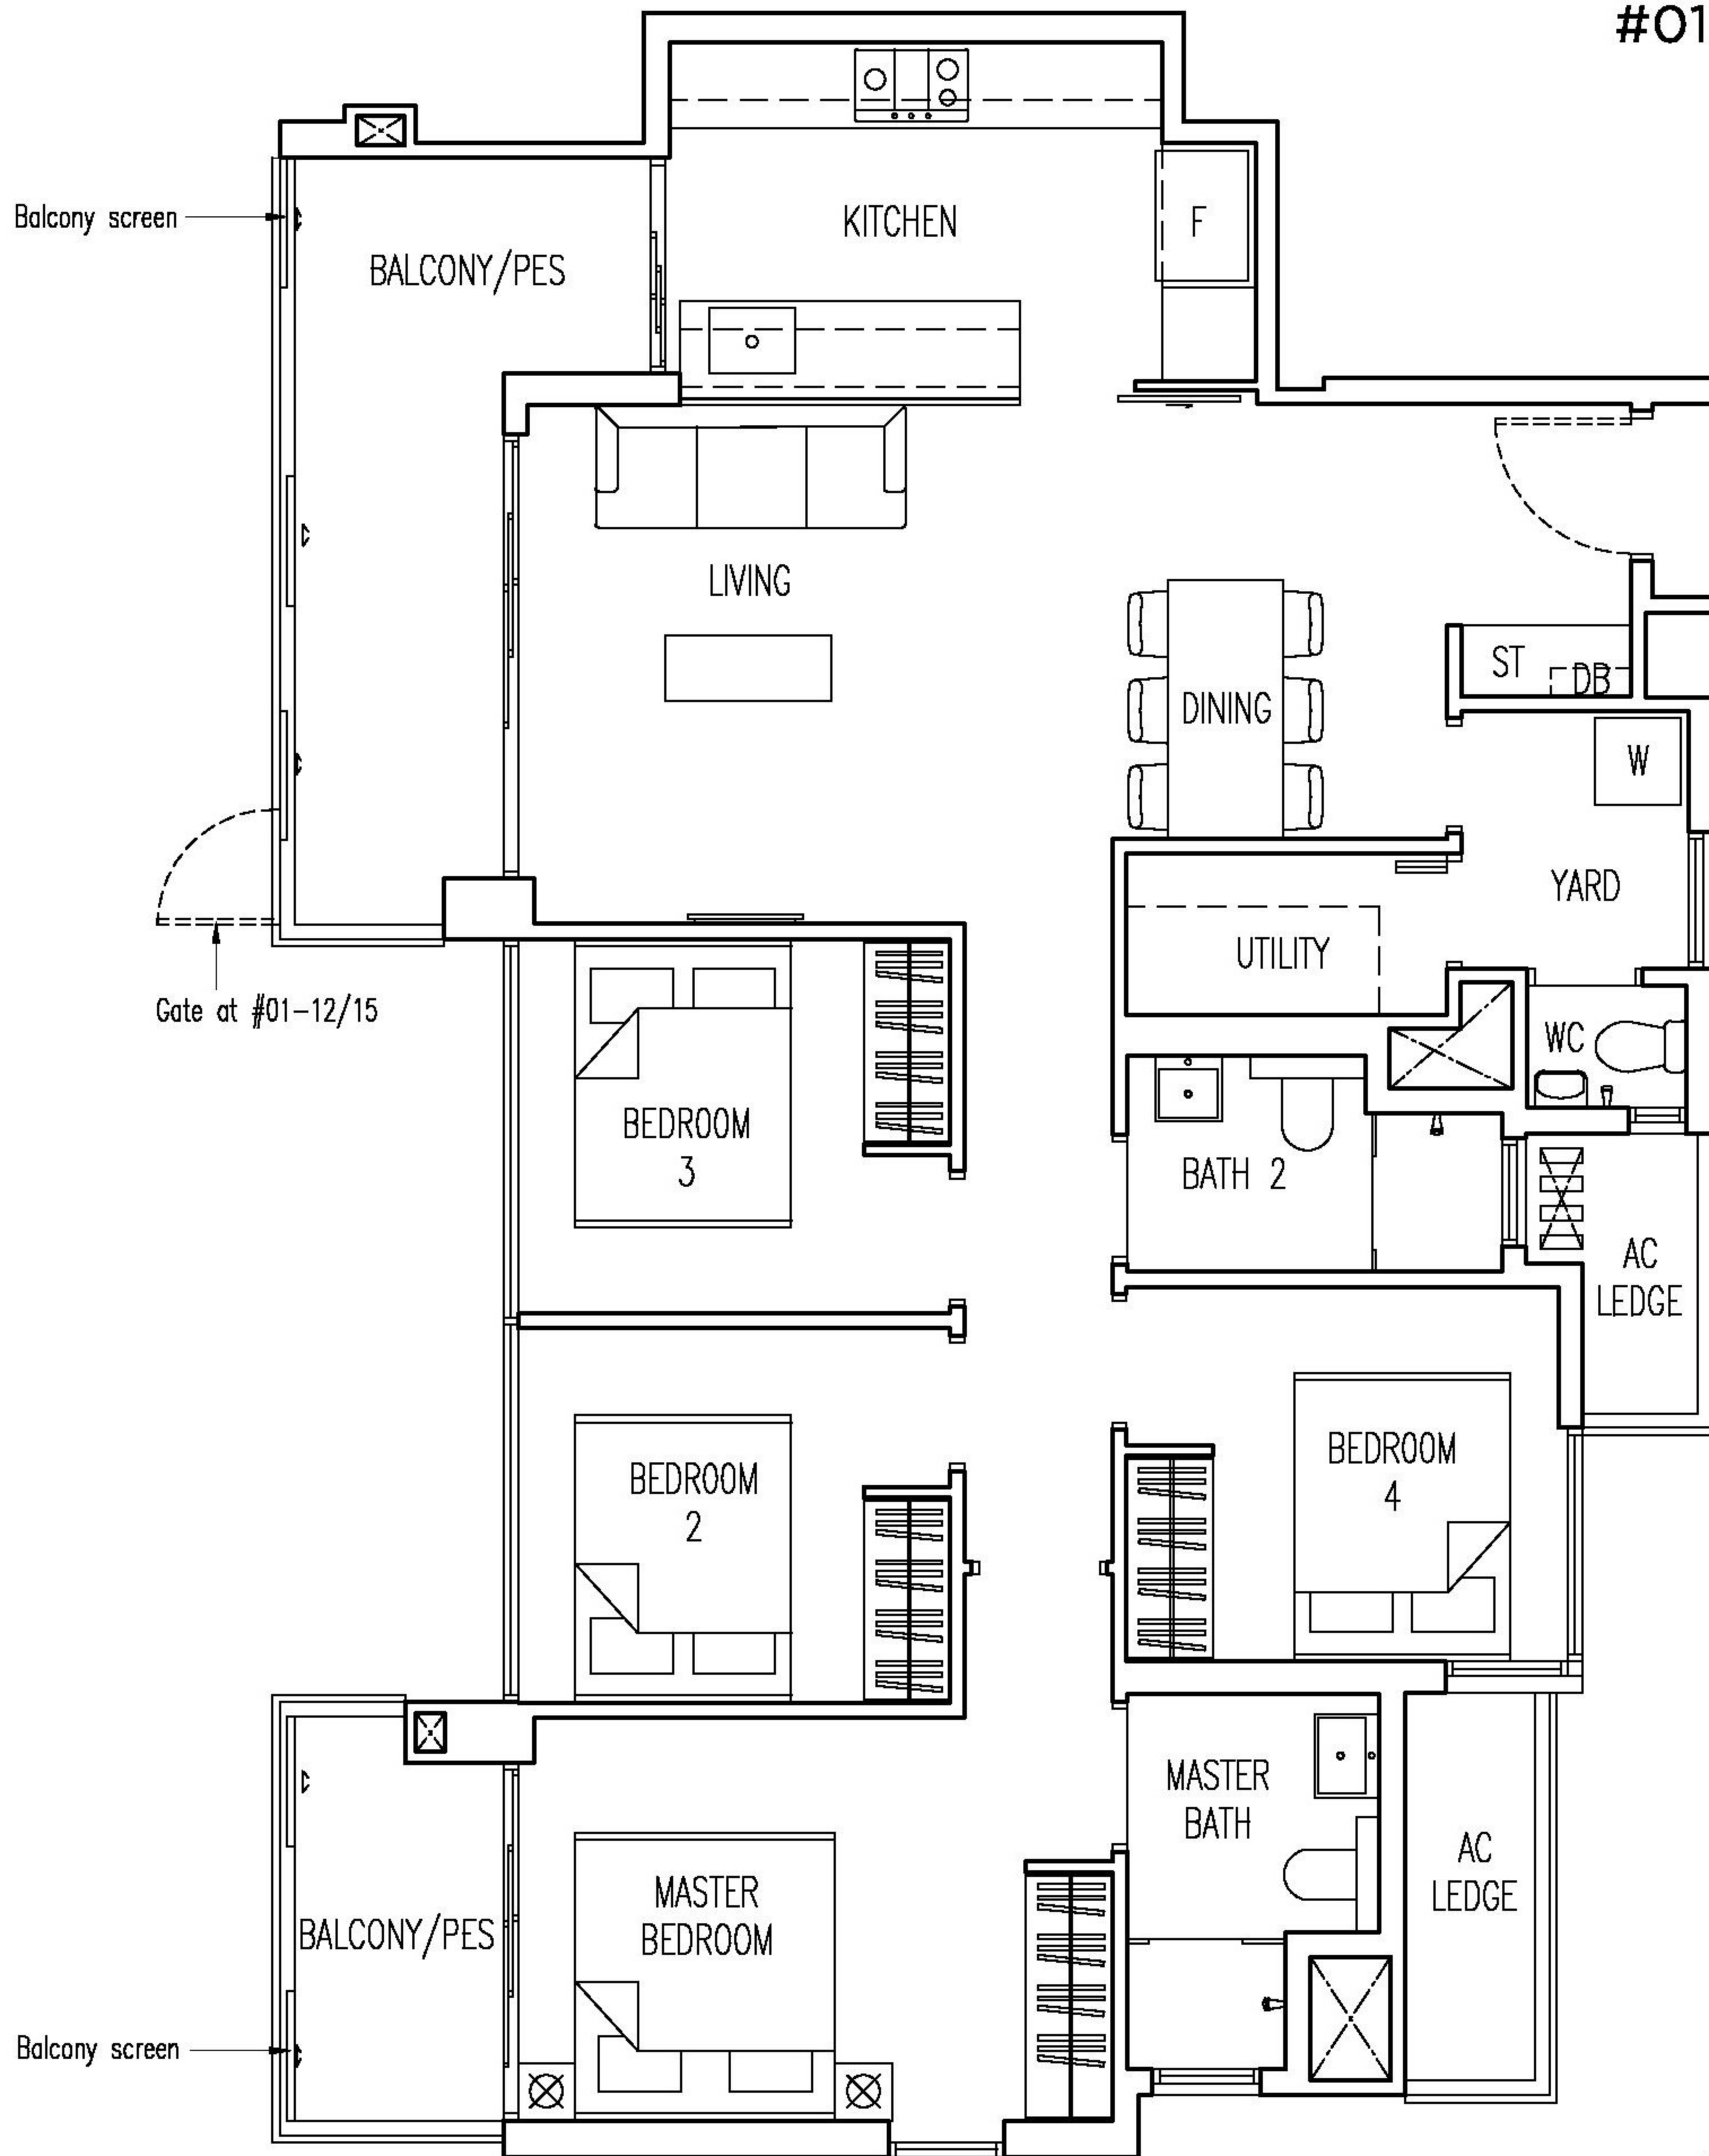 #01
Balcony screen
BALCONY/PES
KITCHEN
F
LIVING
DINING
ST
DB
W
YARD
UTILITY
Gate at #01-12/15
WC
BEDROOM
3
BATH 2
AC
LEDGE
BEDROOM
2
BEDROOM
4
MASTER
BATH
AC
LEDGE
MASTER
BEDROOM
BALCONY/PES
Balcony screen